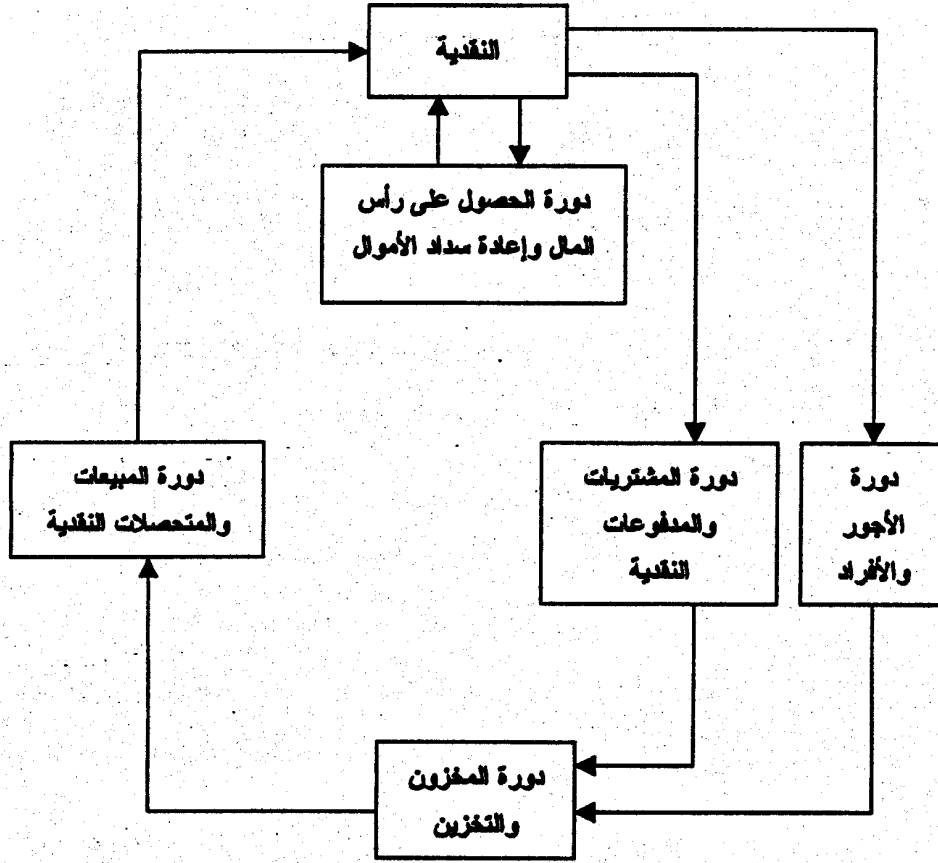 النقدية
دورة الحصول على رأس
المال وإعادة سداد الأموال
دورة
الأجور
والأفراد
دورة المشتريات
والمدفوعات
النقدية
دورة المبيعات
والمتحصلات النقدية
دورة المخزون
والتخزين